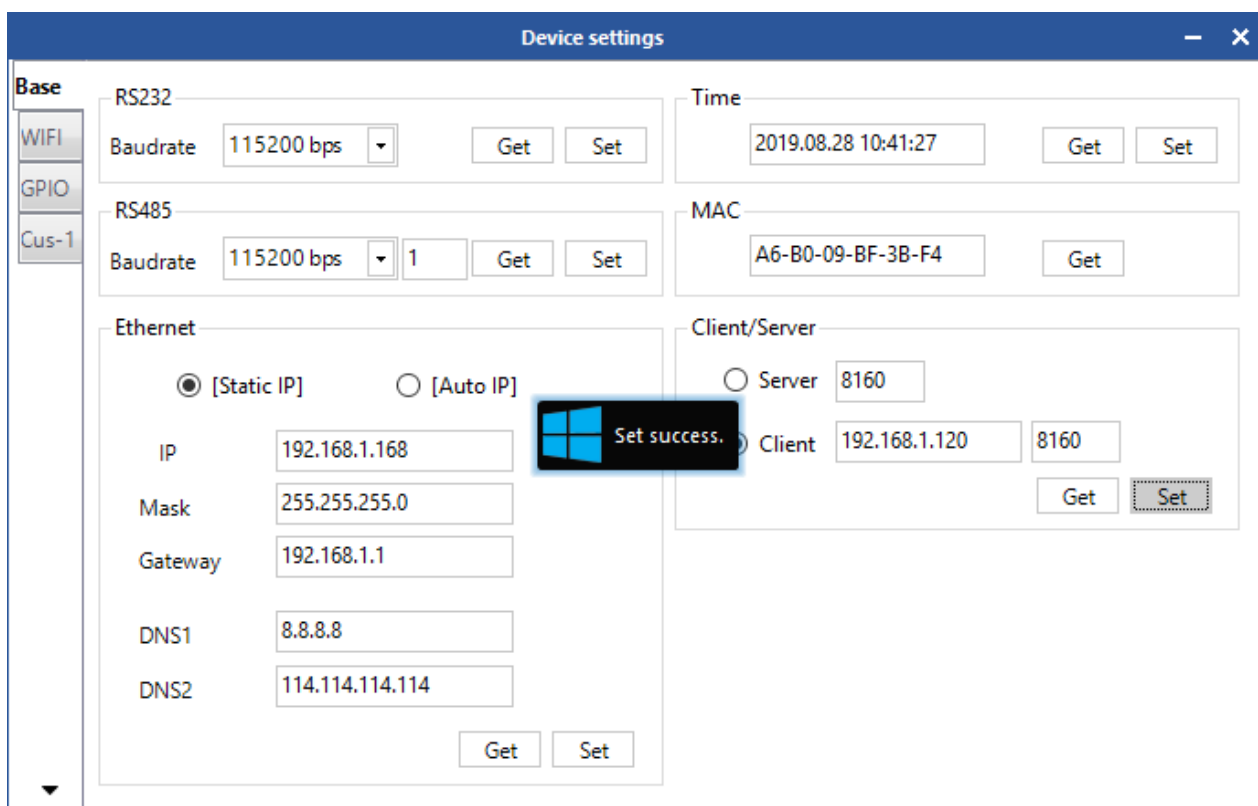 Device settings
Base
WIFI
GPIO
Cus-1
RS232
Baudrate 115200 bps Get Set
RS485
Baudrate 115200 bps 1 Get Set
Ethernet
[Static IP] [Auto IP]
IP 192.168.1.168
Mask 255.255.255.0
Gateway 192.168.1.1
DNS1 8.8.8.8
DNS2 114.114.114.114
Get Set
Time
2019.08.28 10:41:27 Get Set
MAC
A6-B0-09-BF-3B-F4 Get
Client/Server
Server 8160
Client 192.168.1.120 8160
Get Set
Set success.